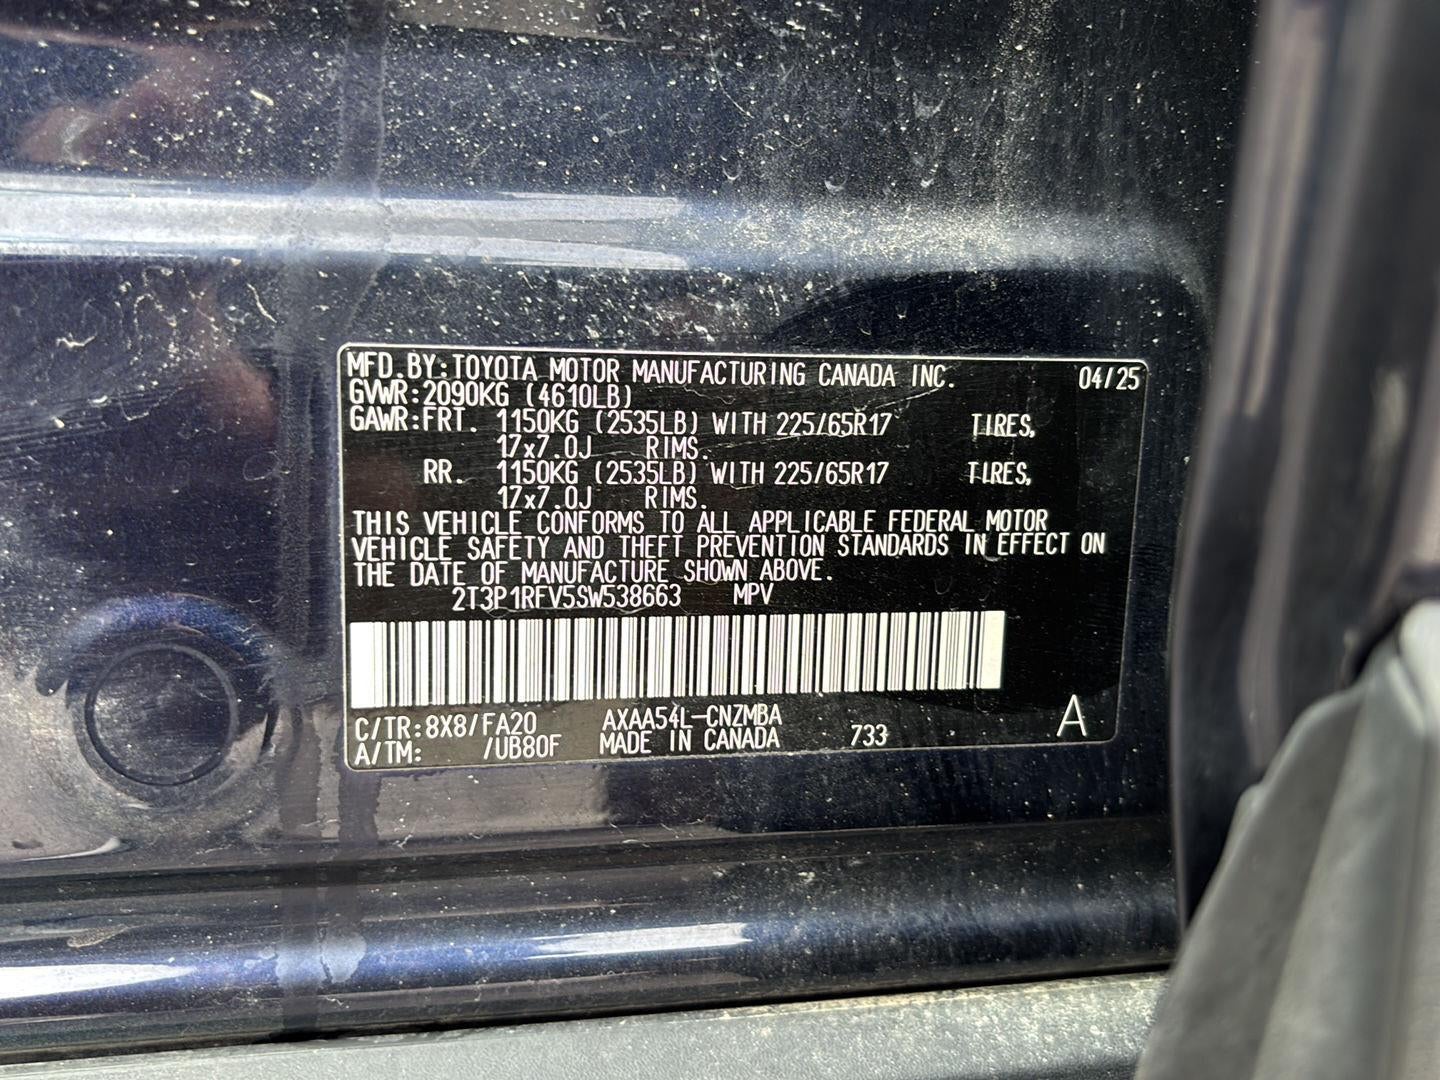 MFD.BY:TOYOTA MOTOR MANUFACTURING CANADA INC. 04/25
GVWR:2090KG (4610LB)
GAWR:FRT. 1150KG (2535LB) WITH 225/65R17 TIRES,
17x7.0J RIMS.
RR. 1150KG (2535LB) WITH 225/65R17 TIRES,
17x7.0J RIMS.
THIS VEHICLE CONFORMS TO ALL APPLICABLE FEDERAL MOTOR
VEHICLE SAFETY AND THEFT PREVENTION STANDARDS IN EFFECT ON
THE DATE OF MANUFACTURE SHOWN ABOVE.
2T3P1RFV5SW538663 MPV
C/TR:8X8/FA20 AXAA54L-CNZMBA A
A/TM: /UB80F MADE IN CANADA 733